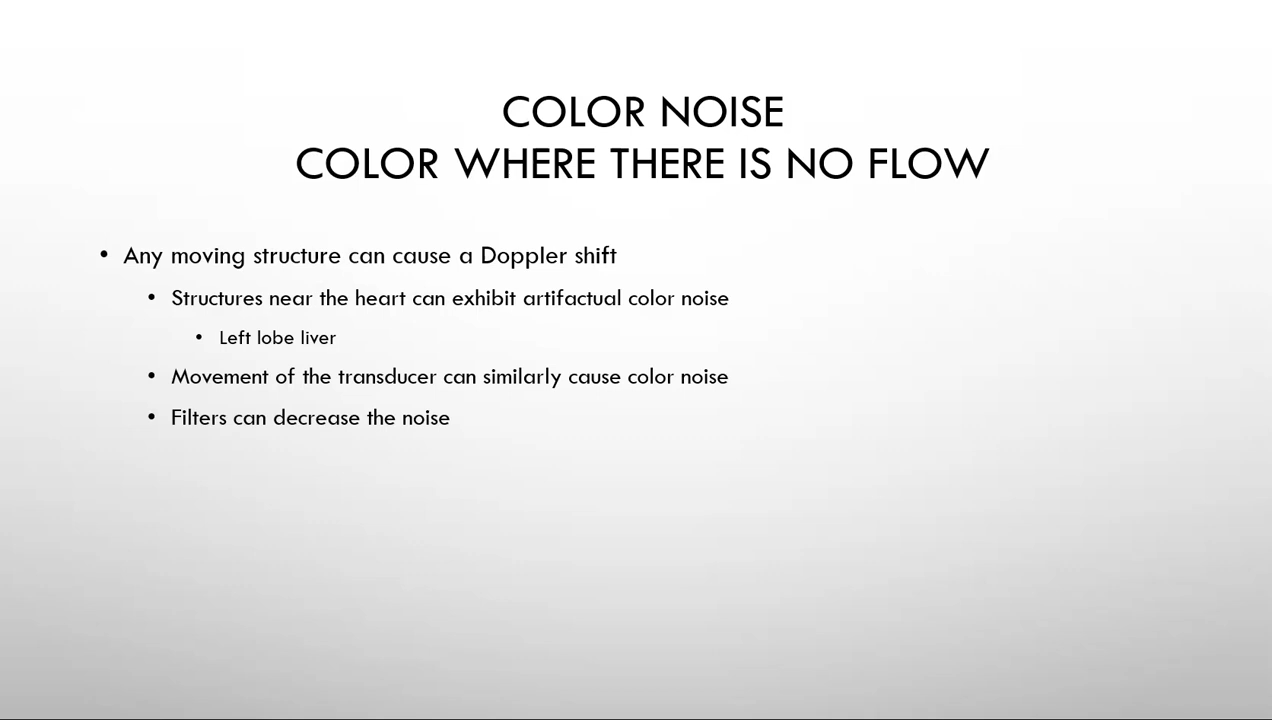 COLOR NOISE
COLOR WHERE THERE IS NO FLOW
• Any moving structure can cause a Doppler shift
• Structures near the heart can exhibit artifactual color noise
• Left lobe liver
• Movement of the transducer can similarly cause color noise
• Filters can decrease the noise